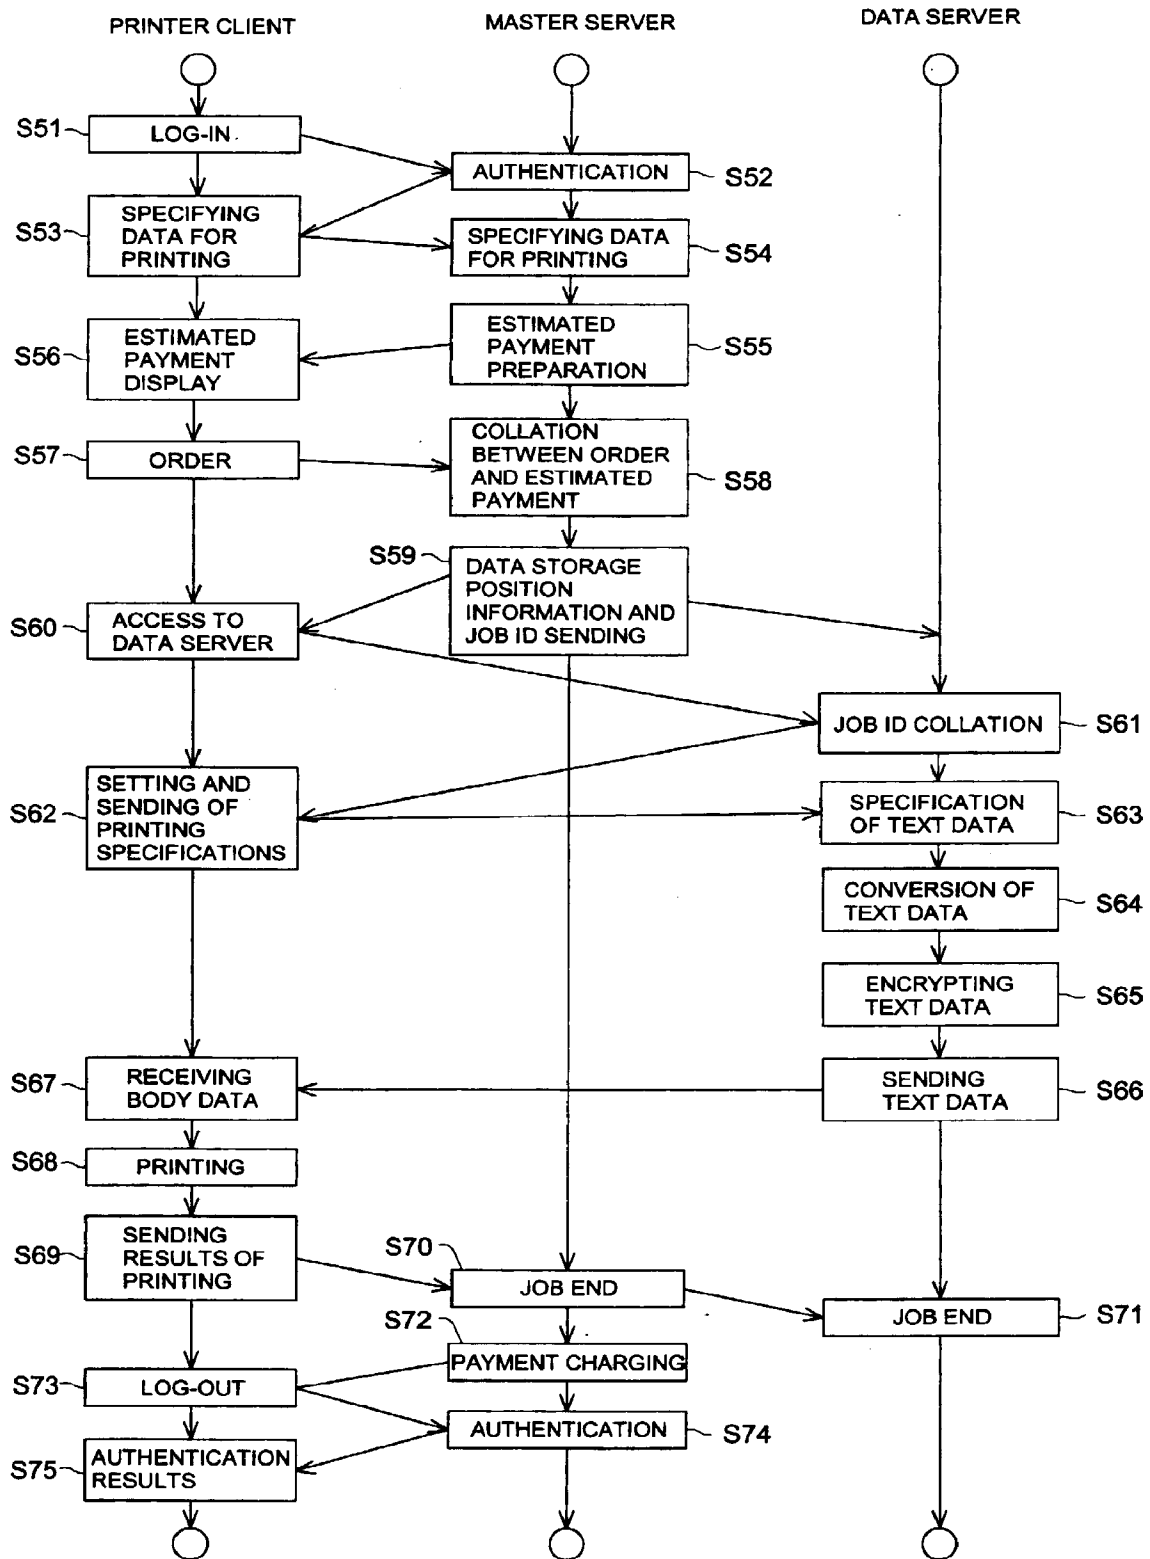 PRINTER CLIENT
MASTER SERVER
DATA SERVER
S51
LOG-IN
AUTHENTICATION
S52
S53
SPECIFYING
DATA FOR
PRINTING
SPECIFYING DATA
FOR PRINTING
S54
ESTIMATED
PAYMENT
PREPARATION
S55
S56
ESTIMATED
PAYMENT
DISPLAY
S57
ORDER
COLLATION
BETWEEN ORDER
AND ESTIMATED
PAYMENT
S58
S59
DATA STORAGE
POSITION
INFORMATION AND
JOB ID SENDING
S60
ACCESS TO
DATA SERVER
JOB ID COLLATION
S61
S62
SETTING AND
SENDING OF
PRINTING
SPECIFICATIONS
SPECIFICATION
OF TEXT DATA
S63
CONVERSION OF
TEXT DATA
S64
ENCRYPTING
TEXT DATA
S65
SENDING
TEXT DATA
S66
S67
RECEIVING
BODY DATA
S68
PRINTING
S69
SENDING
RESULTS OF
PRINTING
S70
JOB END
JOB END
S71
S72
PAYMENT CHARGING
S73
LOG-OUT
AUTHENTICATION
S74
S75
AUTHENTICATION
RESULTS